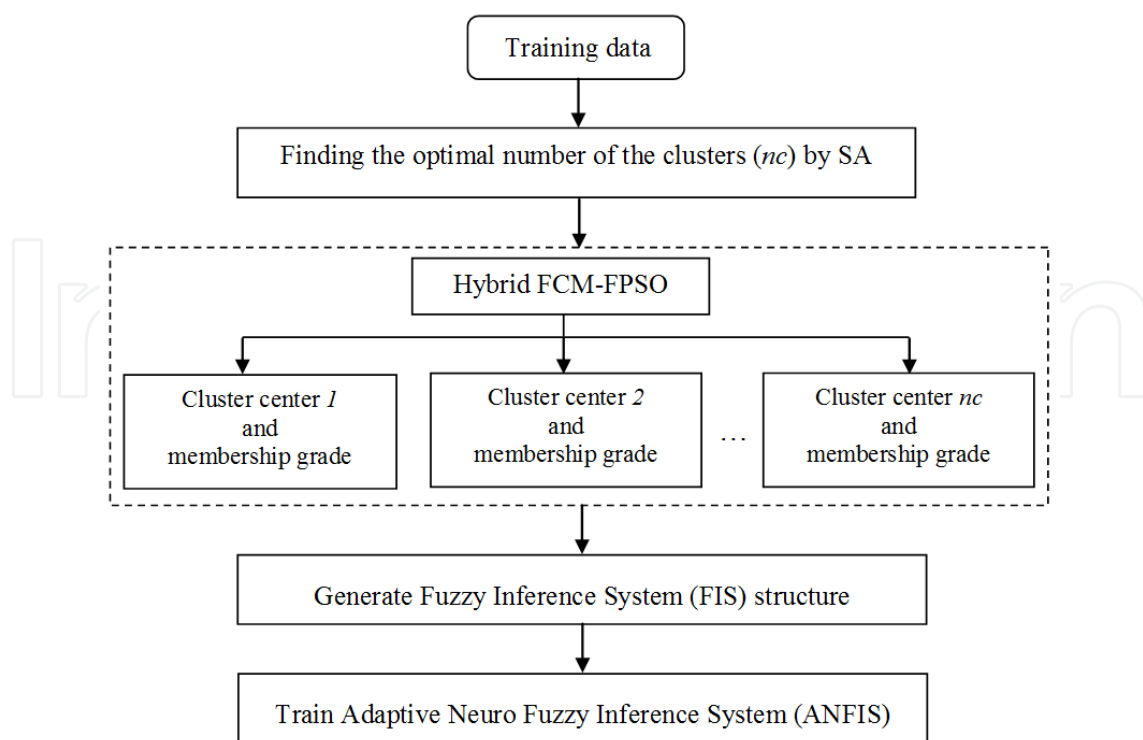 Training data
Finding the optimal number of the clusters (nc) by SA
Hybrid FCM-FPSO
Cluster center 1
and
membership grade
Cluster center 2
and
membership grade
…
Cluster center nc
and
membership grade
Generate Fuzzy Inference System (FIS) structure
Train Adaptive Neuro Fuzzy Inference System (ANFIS)